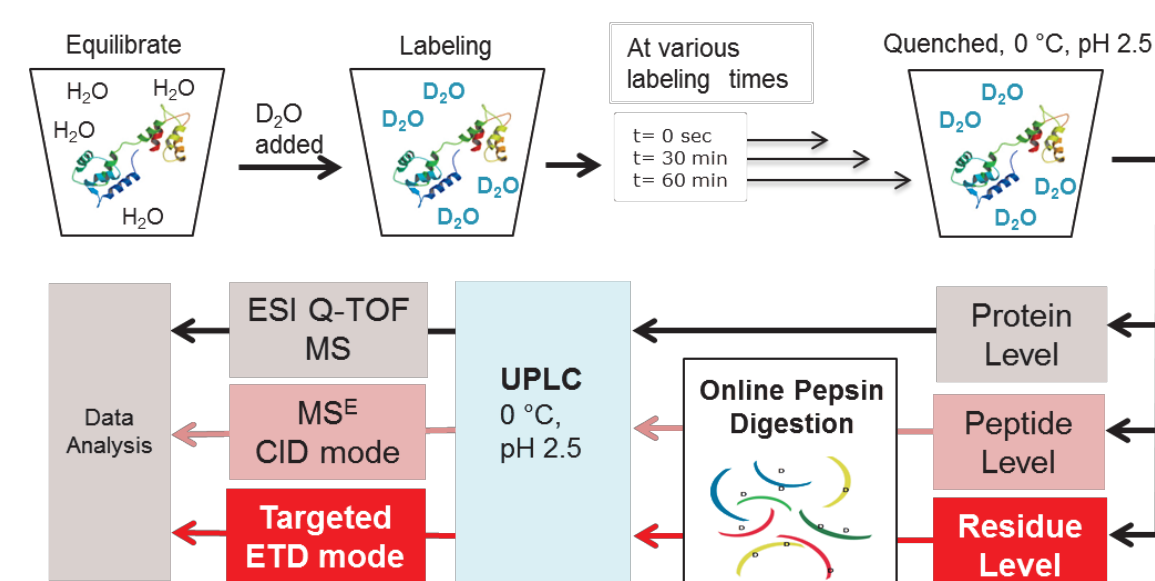 Equilibrate
H₂O
H₂O
H₂O
H₂O
D₂O
added
Labeling
D₂O
D₂O
D₂O
D₂O
At various
labeling times
t= 0 sec
t= 30 min
t= 60 min
Quenched, 0 °C, pH 2.5
D₂O
D₂O
D₂O
D₂O
Protein
Level
Peptide
Level
Residue
Level
Online Pepsin
Digestion
D
D
D
D
D
D
D
D
D
UPLC
0 °C,
pH 2.5
ESI Q-TOF
MS
MSᴱ
CID mode
Targeted
ETD mode
Data
Analysis